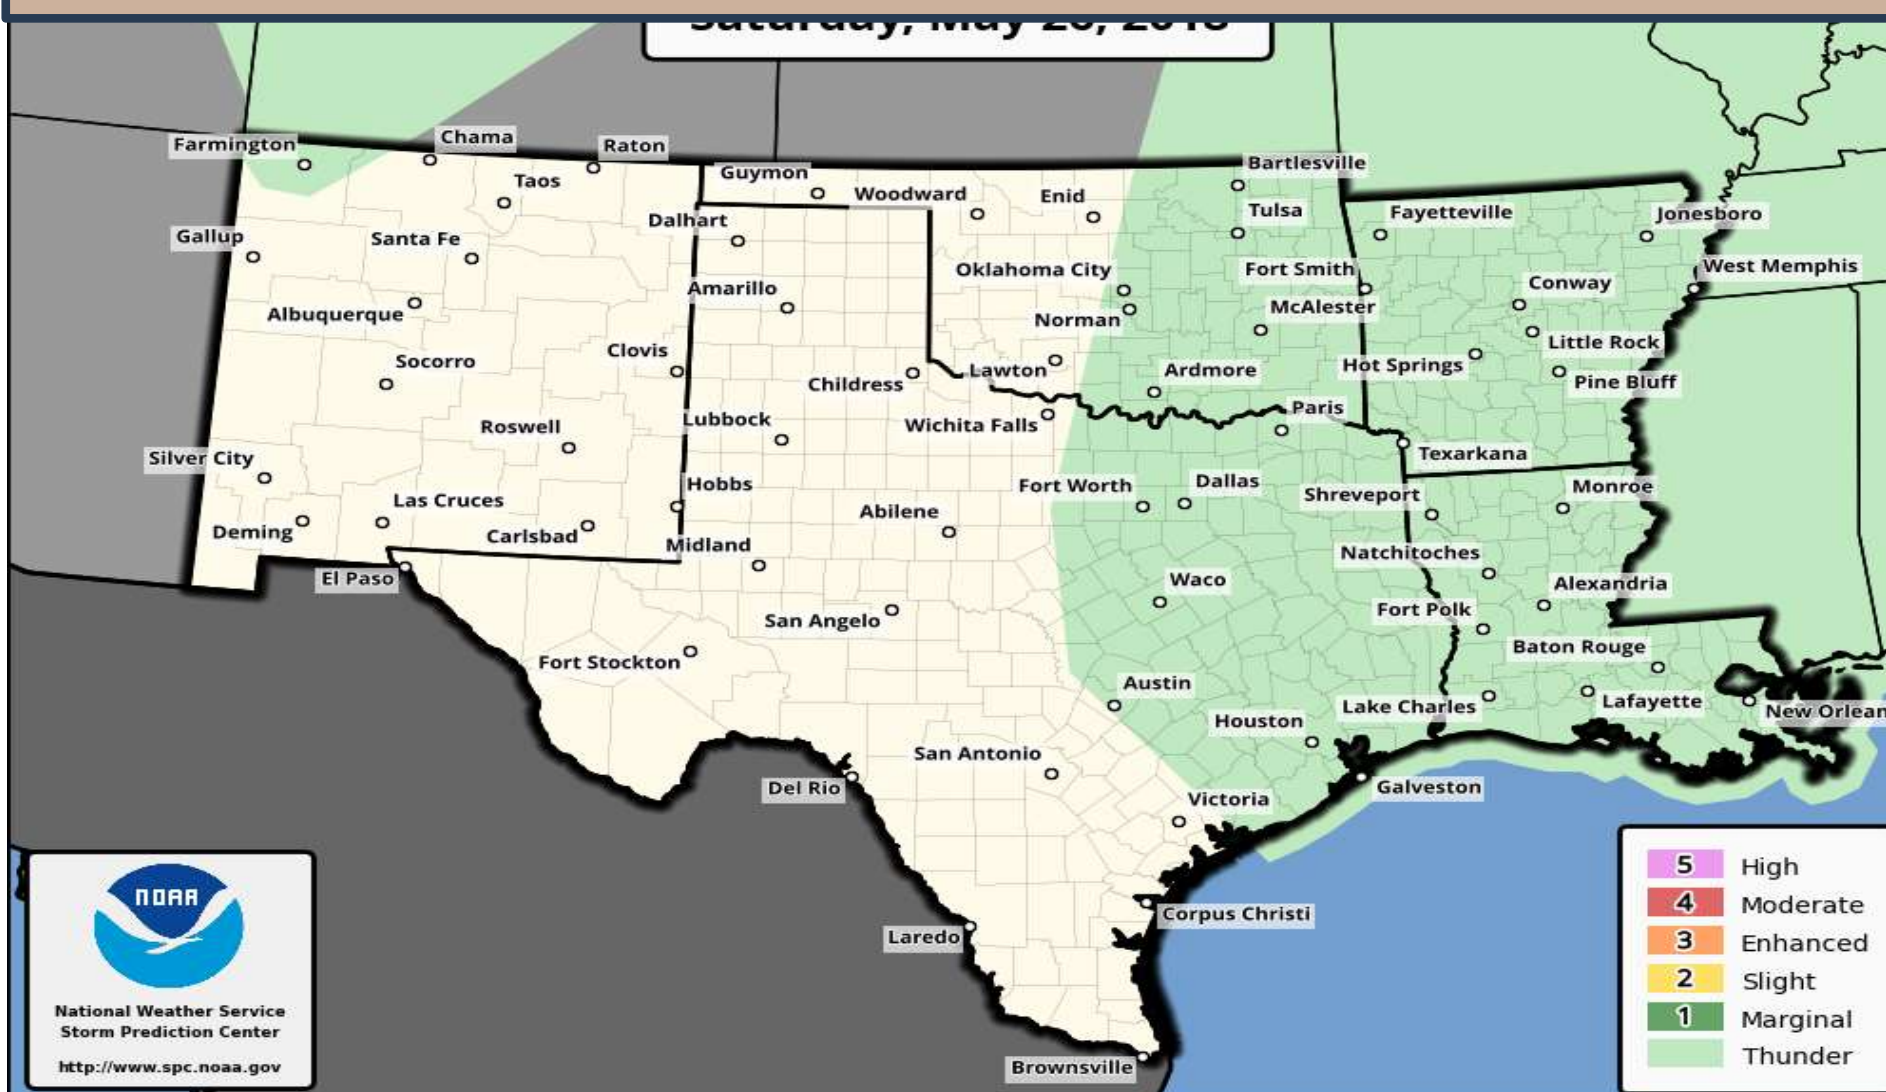 Saturday, May 26, 2018
Farmington
Chama
Raton
Taos
Gallup
Santa Fe
Albuquerque
Socorro
Clovis
Roswell
Silver City
Las Cruces
Deming
Carlsbad
Hobbs
El Paso
Guymon
Woodward
Enid
Bartlesville
Tulsa
Dalhart
Oklahoma City
Norman
Fort Smith
McAlester
Amarillo
Childress
Lawton
Ardmore
Fayetteville
Jonesboro
West Memphis
Conway
Little Rock
Hot Springs
Pine Bluff
Lubbock
Wichita Falls
Paris
Texarkana
Fort Worth
Dallas
Shreveport
Monroe
Abilene
Midland
Natchitoches
Alexandria
Waco
Fort Polk
San Angelo
Fort Stockton
Baton Rouge
Austin
Houston
Lake Charles
Lafayette
New Orlean
San Antonio
Del Rio
Galveston
Victoria
Corpus Christi
Laredo
Brownsville
NOAA
National Weather Service
Storm Prediction Center
http://www.spc.noaa.gov
5 High
4 Moderate
3 Enhanced
2 Slight
1 Marginal
Thunder